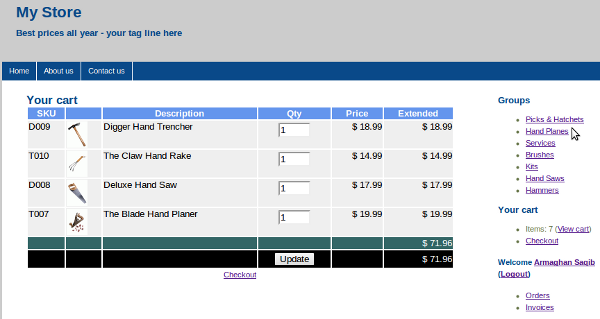 My Store
Best prices all year - your tag line here
Home About us Contact us
Your cart
SKU Description Qty Price Extended
D009 Digger Hand Trencher 1 $ 18.99 $ 18.99
T010 The Claw Hand Rake 1 $ 14.99 $ 14.99
D008 Deluxe Hand Saw 1 $ 17.99 $ 17.99
T007 The Blade Hand Planer 1 $ 19.99 $ 19.99
$ 71.96
Update $ 71.96
Checkout
Groups
Picks & Hatchets
Hand Planes
Services
Brushes
Kits
Hand Saws
Hammers
Your cart
Items: 7 (View cart)
Checkout
Welcome Armaghan Saqib
(Logout)
Orders
Invoices